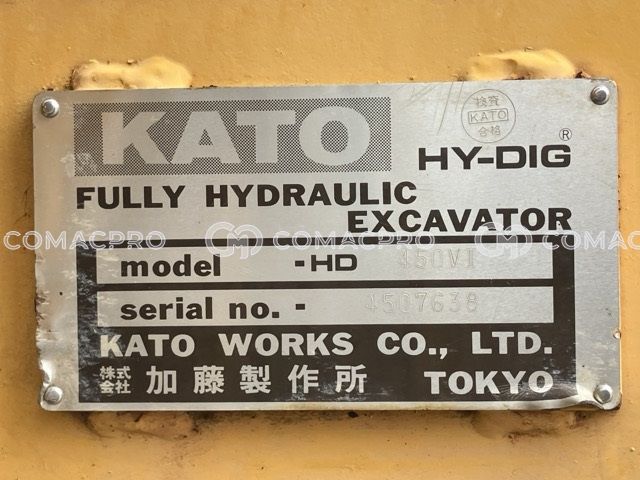 KATO
検査
KATO
合格
HY-DIG®
FULLY HYDRAULIC
EXCAVATOR
COMACPRO COMACPRO COMACPRO
model -HD 450VI
serial no. - 4507638
KATO WORKS CO., LTD.
株式会社 加藤製作所 TOKYO